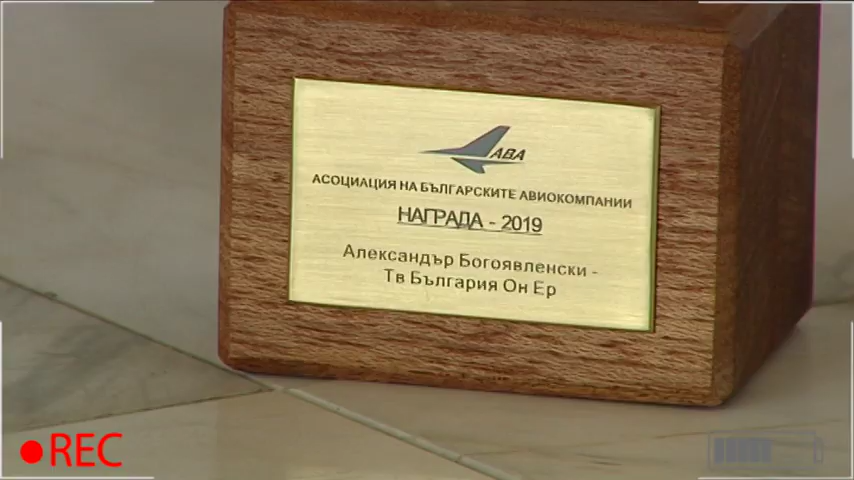 АВА
АСОЦИАЦИЯ НА БЪЛГАРСКИТЕ АВИОКОМПАНИИ
НАГРАДА - 2019
Александър Богоявленски -
Тв България Он Ер
REC